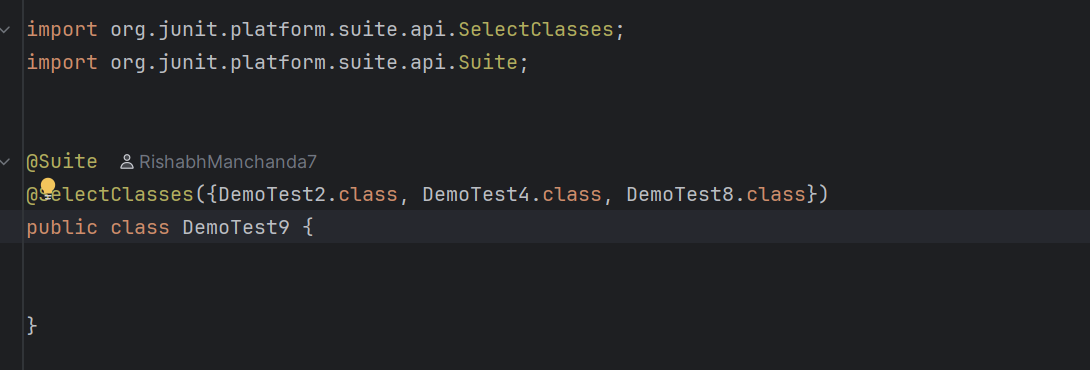 import org.junit.platform.suite.api.SelectClasses;
import org.junit.platform.suite.api.Suite;
@Suite RishabhManchanda7
@SelectClasses({DemoTest2.class, DemoTest4.class, DemoTest8.class})
public class DemoTest9 {
}